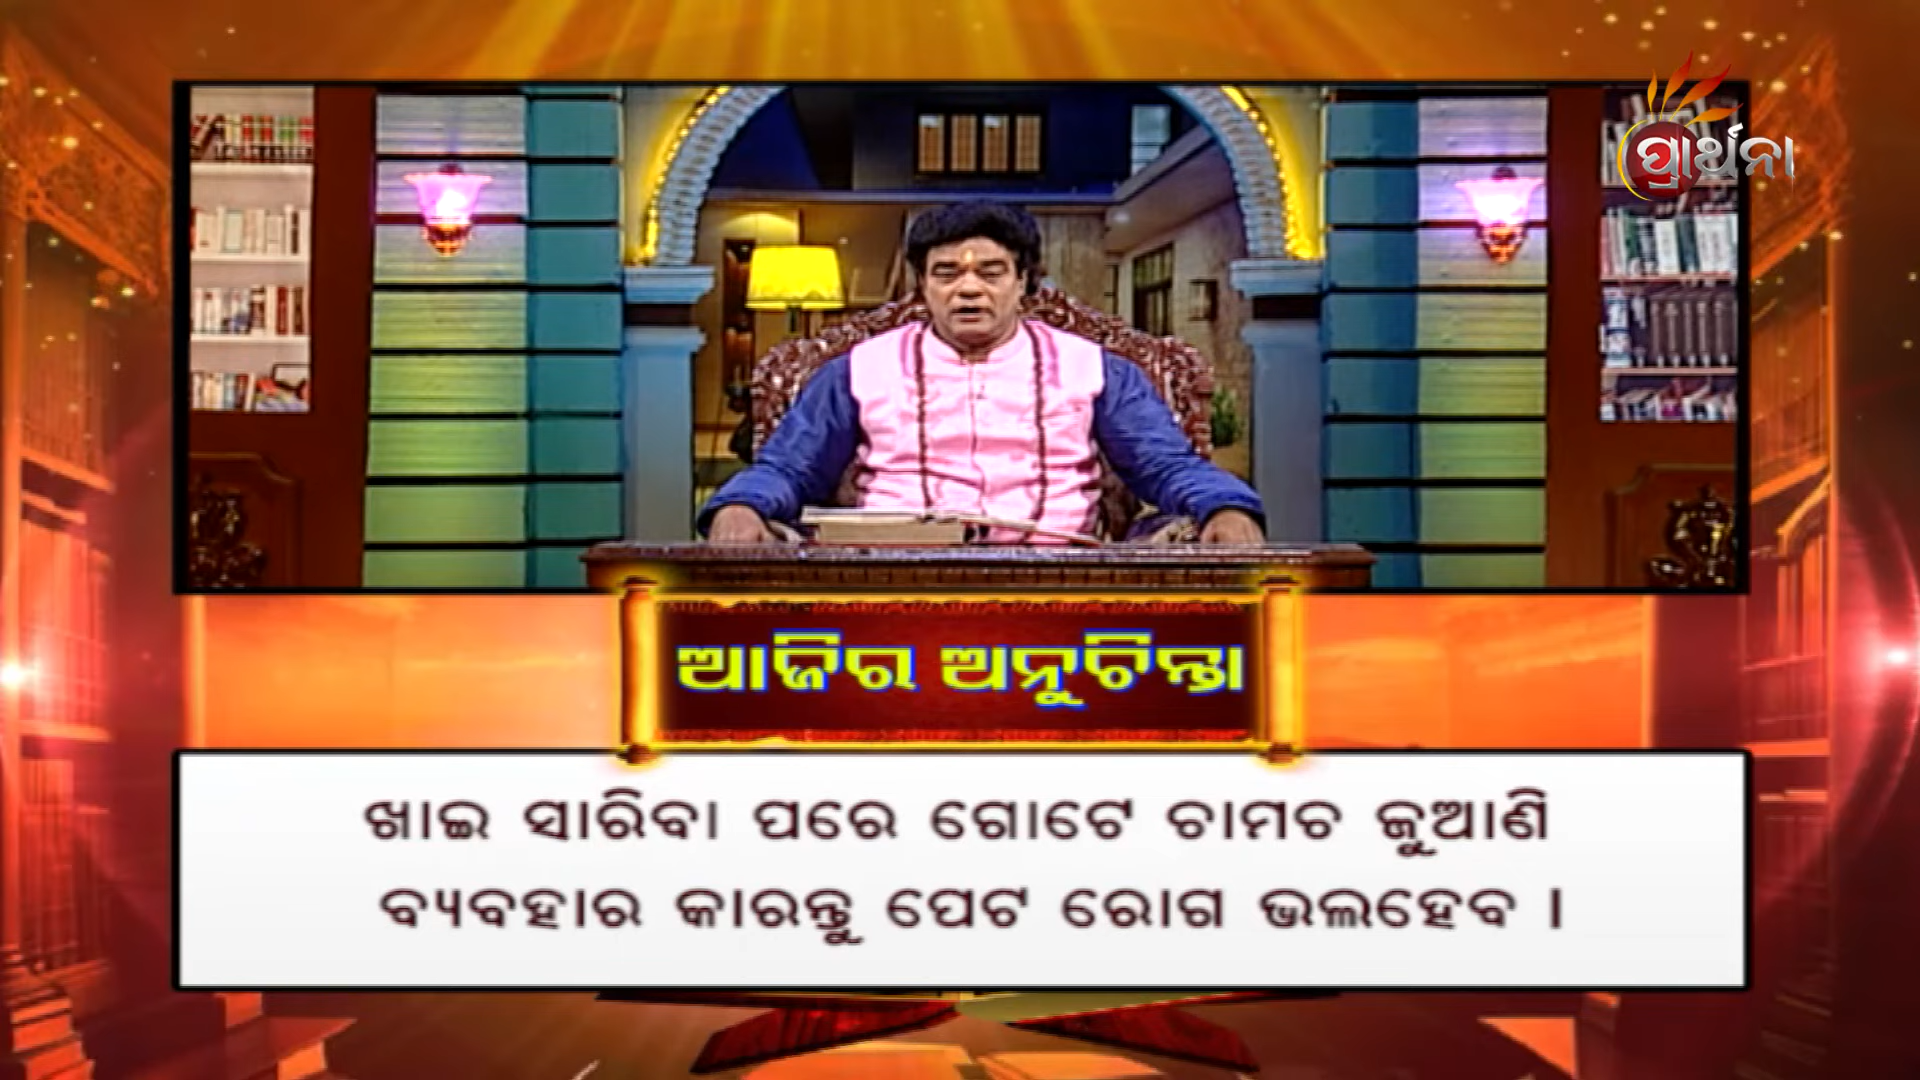 ପ୍ରାର୍ଥନା
ଆଜିର ଅନୁଚିନ୍ତା
ଖାଇ ସାରିବା ପରେ ଗୋଟେ ଚାମଚ ଜୁଆଣି
ବ୍ୟବହାର କାରନ୍ତୁ ପେଟ ରୋଗ ଭଲହେବ ।